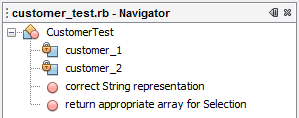 customer_test.rb - Navigator
CustomerTest
customer_1
customer_2
correct String representation
return appropriate array for Selection